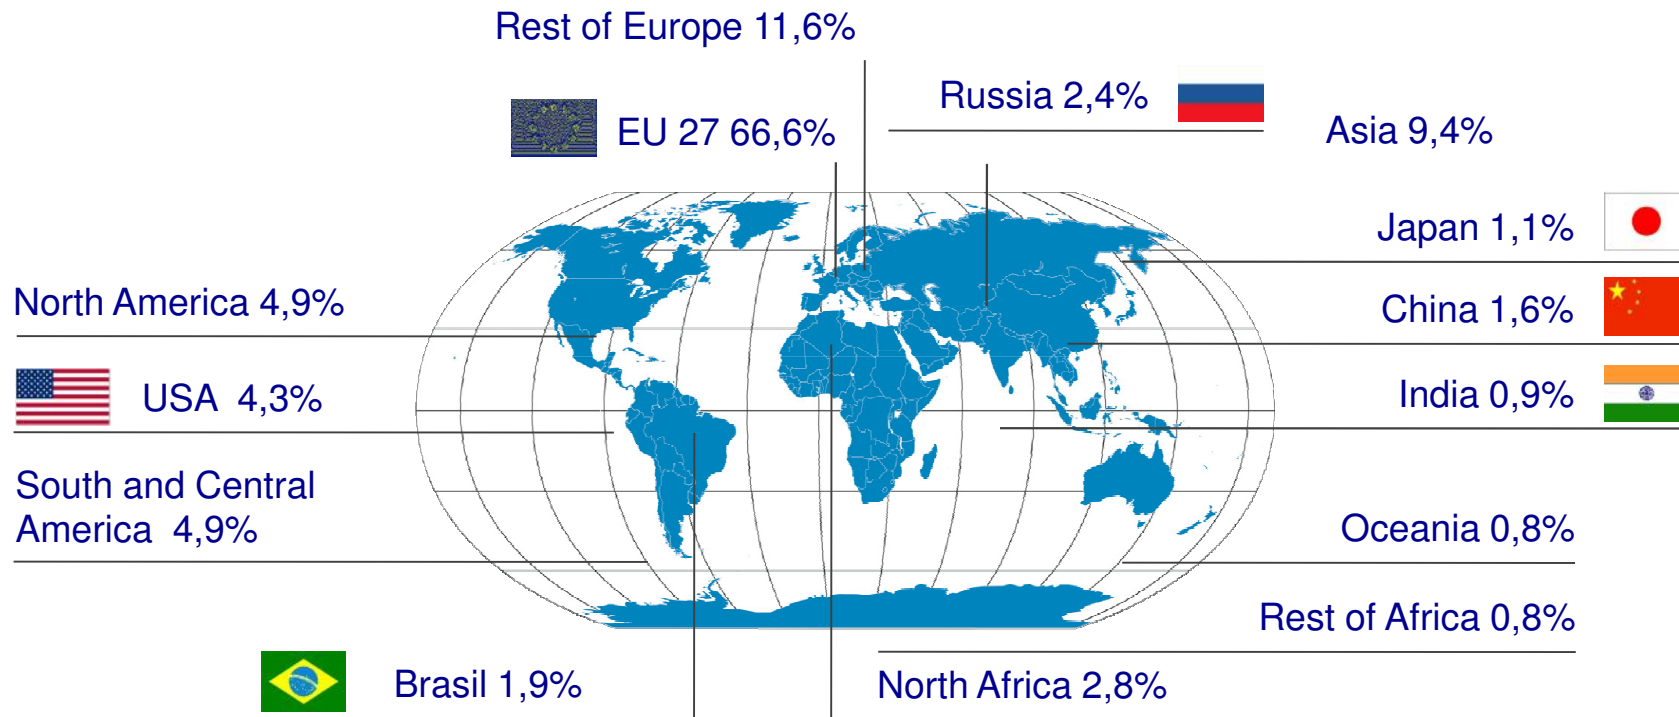 Rest of Europe 11,6%
Russia 2,4%
EU 27 66,6%
Asia 9,4%
Japan 1,1%
North America 4,9%
China 1,6%
USA 4,3%
India 0,9%
South and Central
America 4,9%
Oceania 0,8%
Rest of Africa 0,8%
Brasil 1,9%
North Africa 2,8%